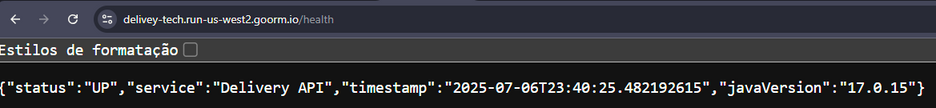 delivey-tech.run-us-west2.goorm.io/health
Estilos de formatação
{"status":"UP","service":"Delivery API","timestamp":"2025-07-06T23:40:25.482192615","javaVersion":"17.0.15"}